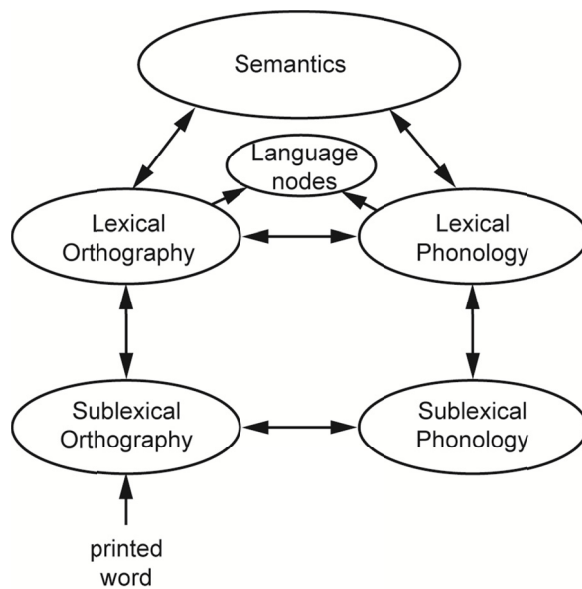 Semantics
Language
nodes
Lexical
Orthography
Lexical
Phonology
Sublexical
Orthography
Sublexical
Phonology
printed
word